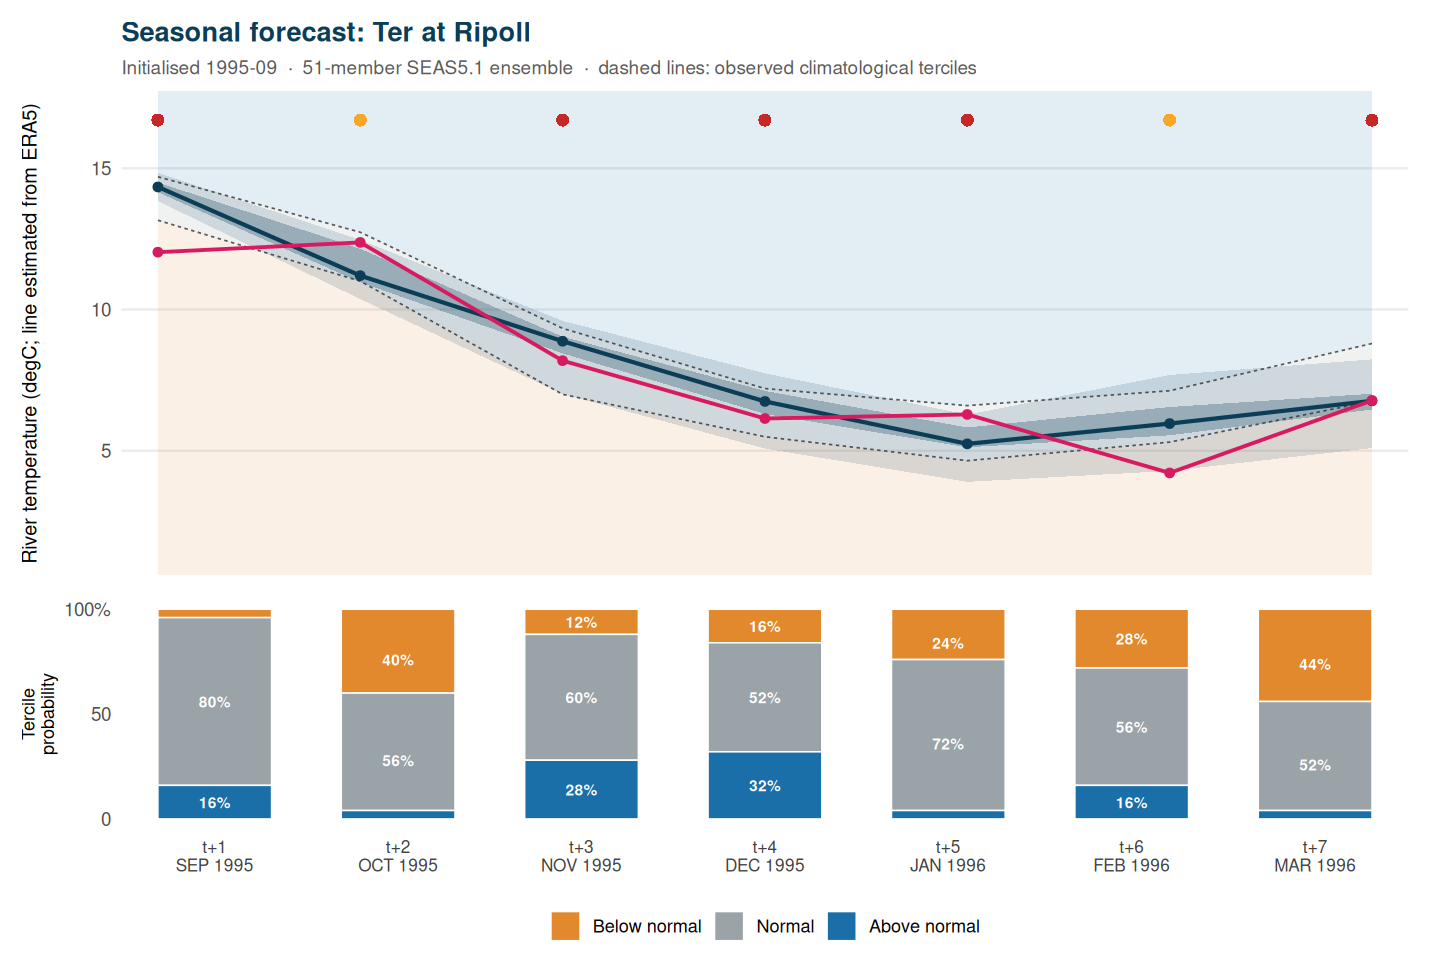 Seasonal forecast: Ter at Ripoll
Initialised 1995-09 · 51-member SEAS5.1 ensemble · dashed lines: observed climatological terciles
River temperature (degC; line estimated from ERA5)
15
10
5
Tercile
probability
100%
50
0
80%
16%
40%
56%
12%
60%
28%
16%
52%
32%
24%
72%
28%
56%
16%
44%
52%
t+1
SEP 1995
t+2
OCT 1995
t+3
NOV 1995
t+4
DEC 1995
t+5
JAN 1996
t+6
FEB 1996
t+7
MAR 1996
Below normal
Normal
Above normal